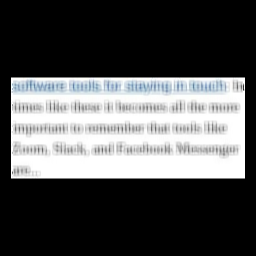 software tools for staying in touch
times like these it becomes all the more
important to remember that tools like
Zoom, Slack, and Facebook Messenger
are...